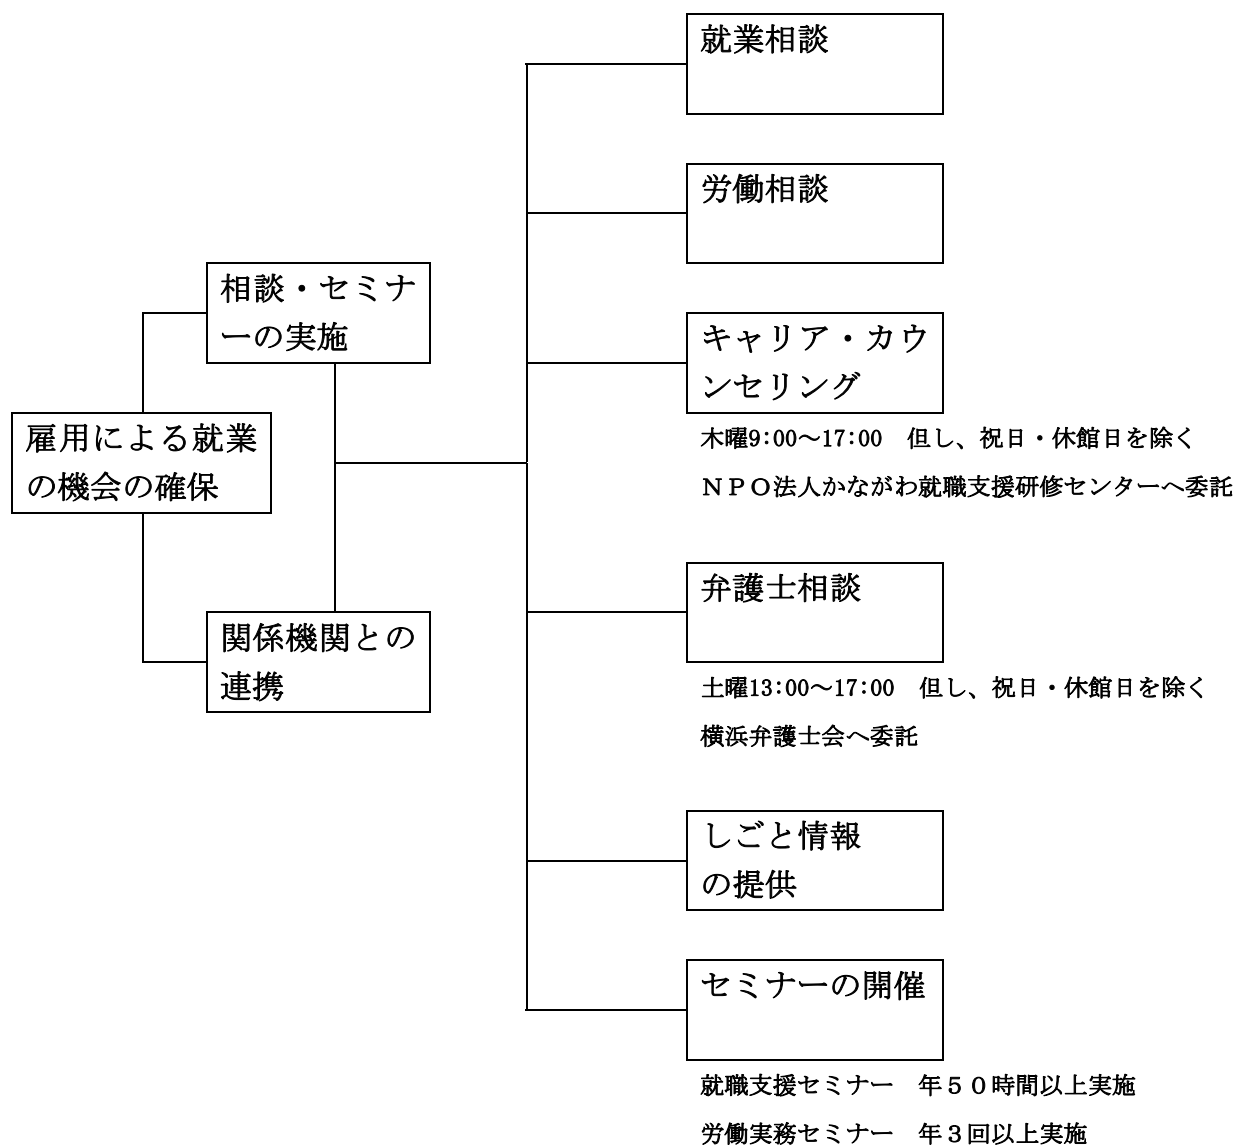 雇用による就業
の機会の確保
相談・セミナ
ーの実施
関係機関との
連携
就業相談
労働相談
キャリア・カウ
ンセリング
木曜9:00～17:00　但し、祝日・休館日を除く
ＮＰＯ法人かながわ就職支援研修センターへ委託
弁護士相談
土曜13:00～17:00　但し、祝日・休館日を除く
横浜弁護士会へ委託
しごと情報
の提供
セミナーの開催
就職支援セミナー　年５０時間以上実施
労働実務セミナー　年３回以上実施